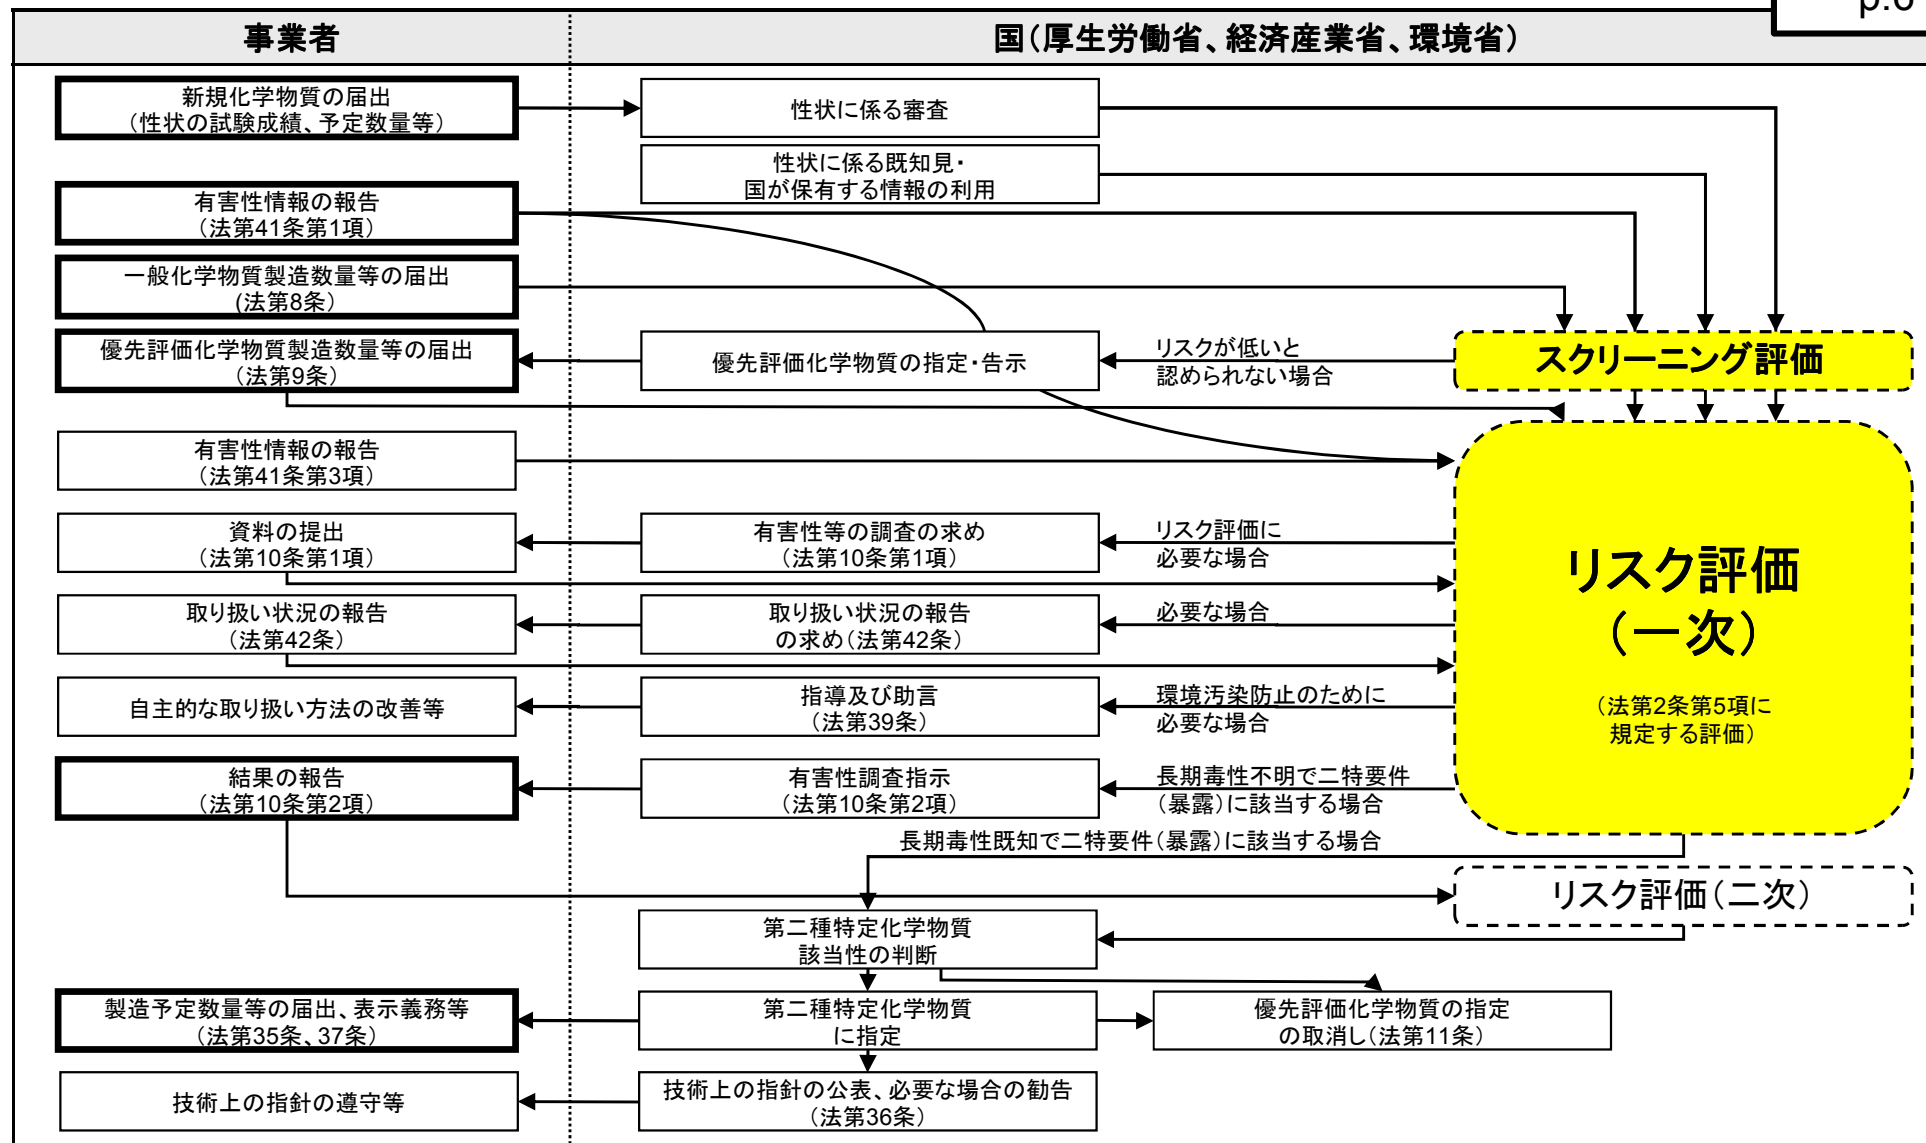 p.6
事業者
国（厚生労働省、経済産業省、環境省）
新規化学物質の届出
（性状の試験成績、予定数量等）
性状に係る審査
性状に係る既知見・
国が保有する情報の利用
有害性情報の報告
（法第41条第1項）
一般化学物質製造数量等の届出
(法第8条）
優先評価化学物質製造数量等の届出
（法第9条）
優先評価化学物質の指定・告示
リスクが低いと
認められない場合
スクリーニング評価
有害性情報の報告
（法第41条第3項）
資料の提出
（法第10条第1項）
有害性等の調査の求め
（法第10条第1項）
リスク評価に
必要な場合
リスク評価
（一次）
（法第2条第5項に
規定する評価）
取り扱い状況の報告
（法第42条）
取り扱い状況の報告
の求め（法第42条）
必要な場合
自主的な取り扱い方法の改善等
指導及び助言
（法第39条）
環境汚染防止のために
必要な場合
結果の報告
（法第10条第2項）
有害性調査指示
（法第10条第2項）
長期毒性不明で二特要件
（暴露）に該当する場合
長期毒性既知で二特要件（暴露）に該当する場合
リスク評価（二次）
第二種特定化学物質
該当性の判断
製造予定数量等の届出、表示義務等
（法第35条、37条）
第二種特定化学物質
に指定
優先評価化学物質の指定
の取消し（法第11条）
技術上の指針の遵守等
技術上の指針の公表、必要な場合の勧告
（法第36条）